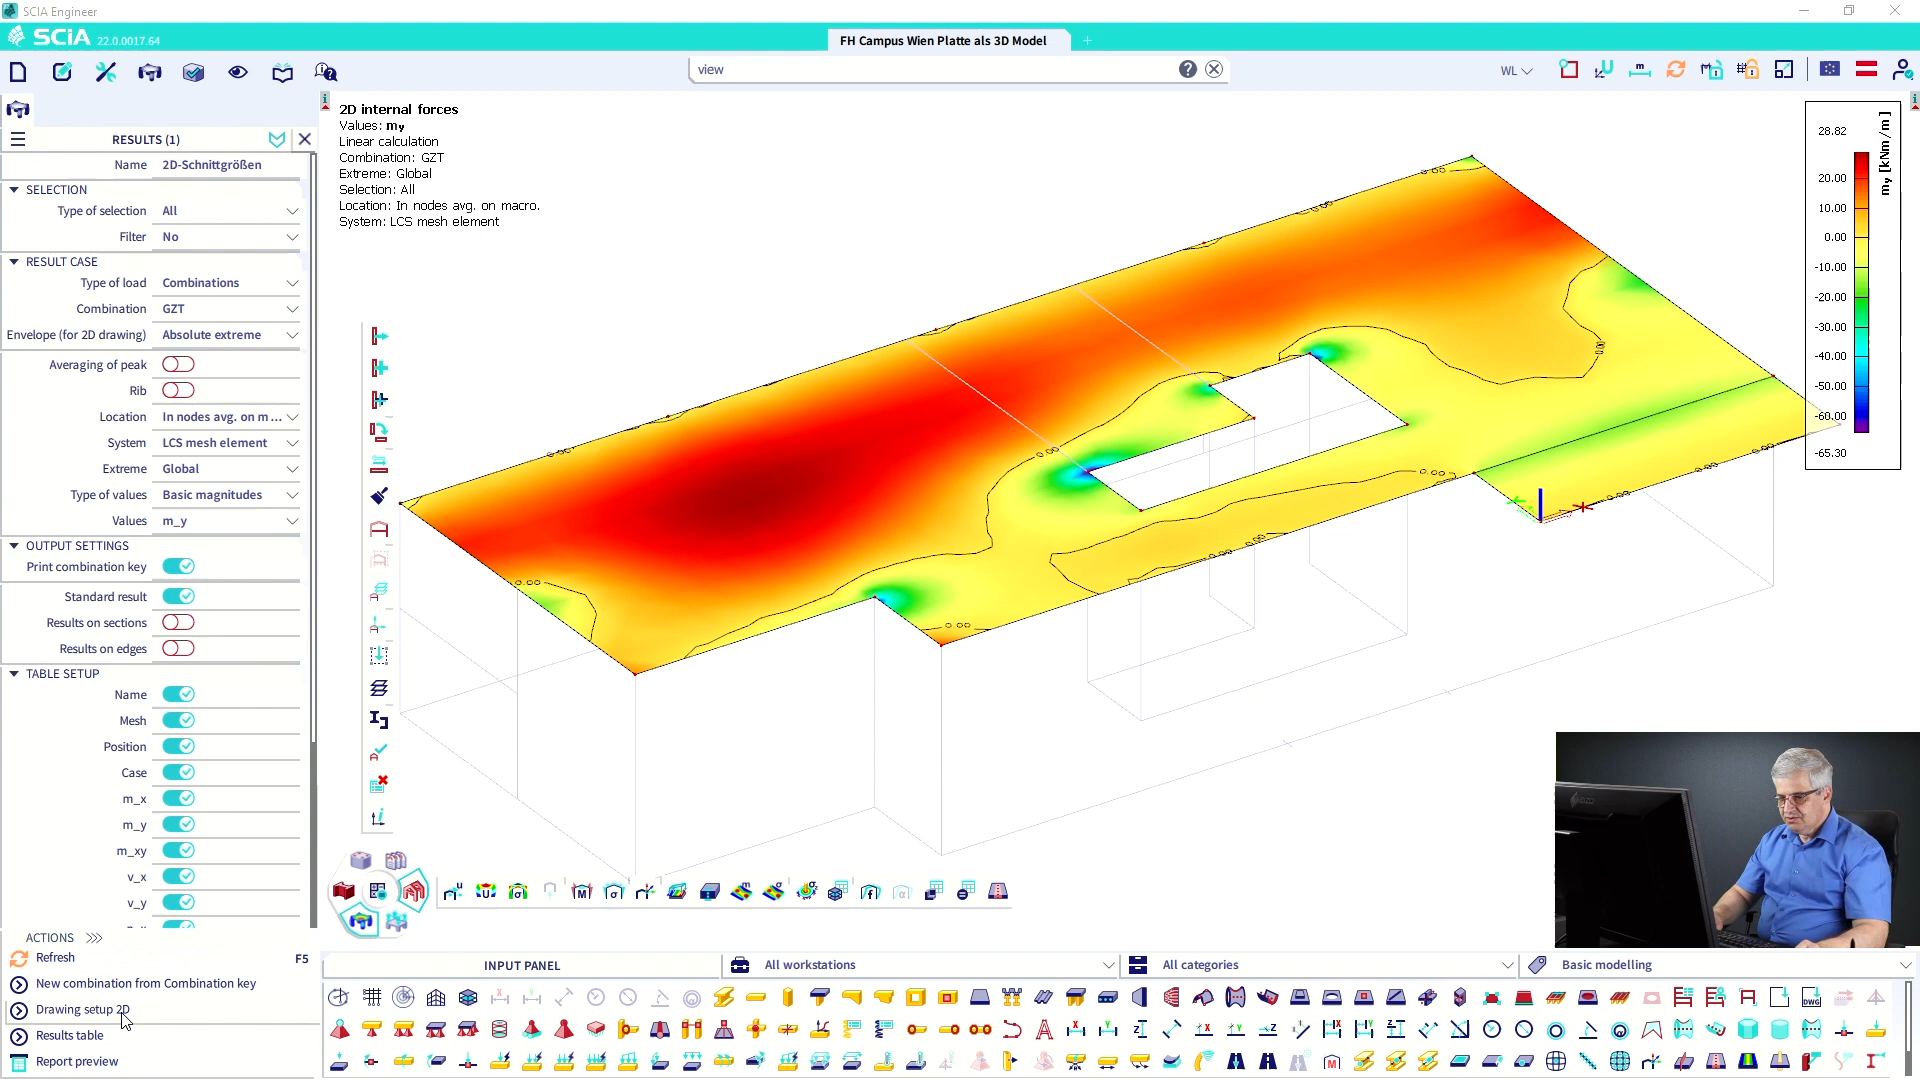 SCIA Engineer
SCIA 22.0.0017.64
FH Campus Wien Platte als 3D Model
view
WL
RESULTS (1)
Name 2D-Schnittgrößen
SELECTION
Type of selection All
Filter No
RESULT CASE
Type of load Combinations
Combination GZT
Envelope (for 2D drawing) Absolute extreme
Averaging of peak
Rib
Location In nodes avg. on m ...
System LCS mesh element
Extreme Global
Type of values Basic magnitudes
Values m_y
OUTPUT SETTINGS
Print combination key
Standard result
Results on sections
Results on edges
TABLE SETUP
Name
Mesh
Position
Case
m_x
m_y
m_xy
v_x
v_y
ACTIONS >>>
Refresh F5
New combination from Combination key
Drawing setup 2D
Results table
Report preview
2D internal forces
Values: my
Linear calculation
Combination: GZT
Extreme: Global
Selection: All
Location: In nodes avg. on macro.
System: LCS mesh element
28.82
20.00
10.00
0.00
-10.00
-20.00
-30.00
-40.00
-50.00
-60.00
-65.30
my [kNm/m]
INPUT PANEL
All workstations
All categories
Basic modelling